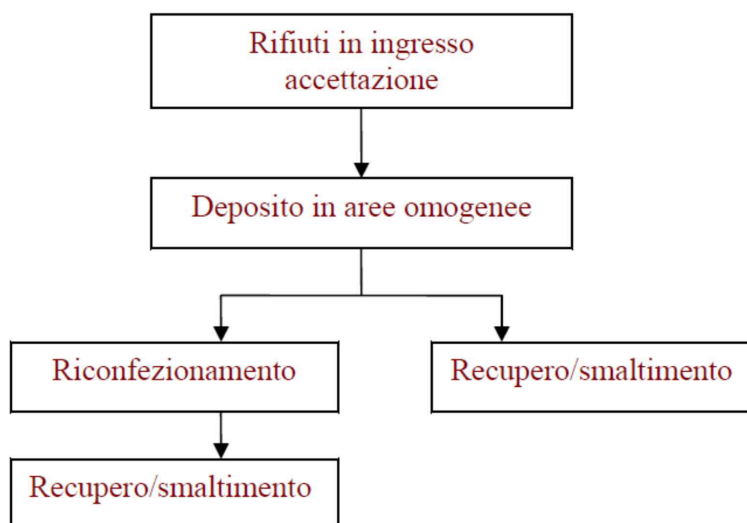 Rifiuti in ingresso
accettazione
Deposito in aree omogenee
Riconfezionamento
Recupero/smaltimento
Recupero/smaltimento